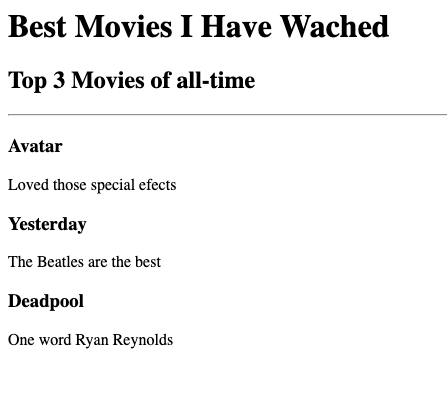 Best Movies I Have Wached
Top 3 Movies of all-time
Avatar
Loved those special efects
Yesterday
The Beatles are the best
Deadpool
One word Ryan Reynolds